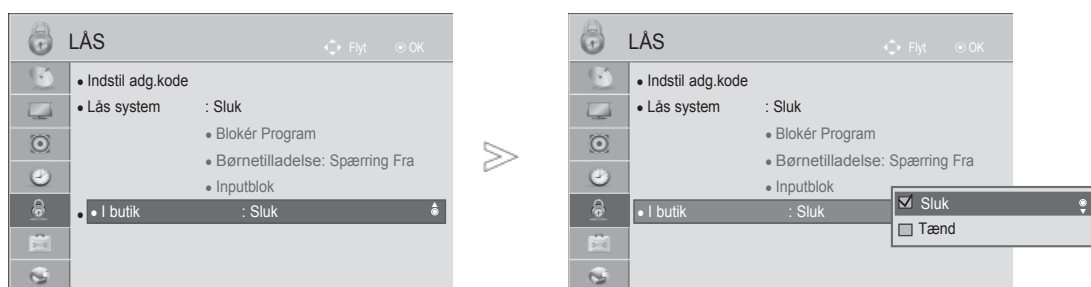 LÅS
Flyt
OK
• Indstil adg.kode
• Lås system : Sluk
• Blokér Program
• Børnetilladelse: Spærring Fra
• Inputblok
• • I butik : Sluk
LÅS
Flyt
OK
• Indstil adg.kode
• Lås system : Sluk
• Blokér Program
• Børnetilladelse: Spærring Fra
• Inputblok
• I butik : Sluk
Sluk
Tænd